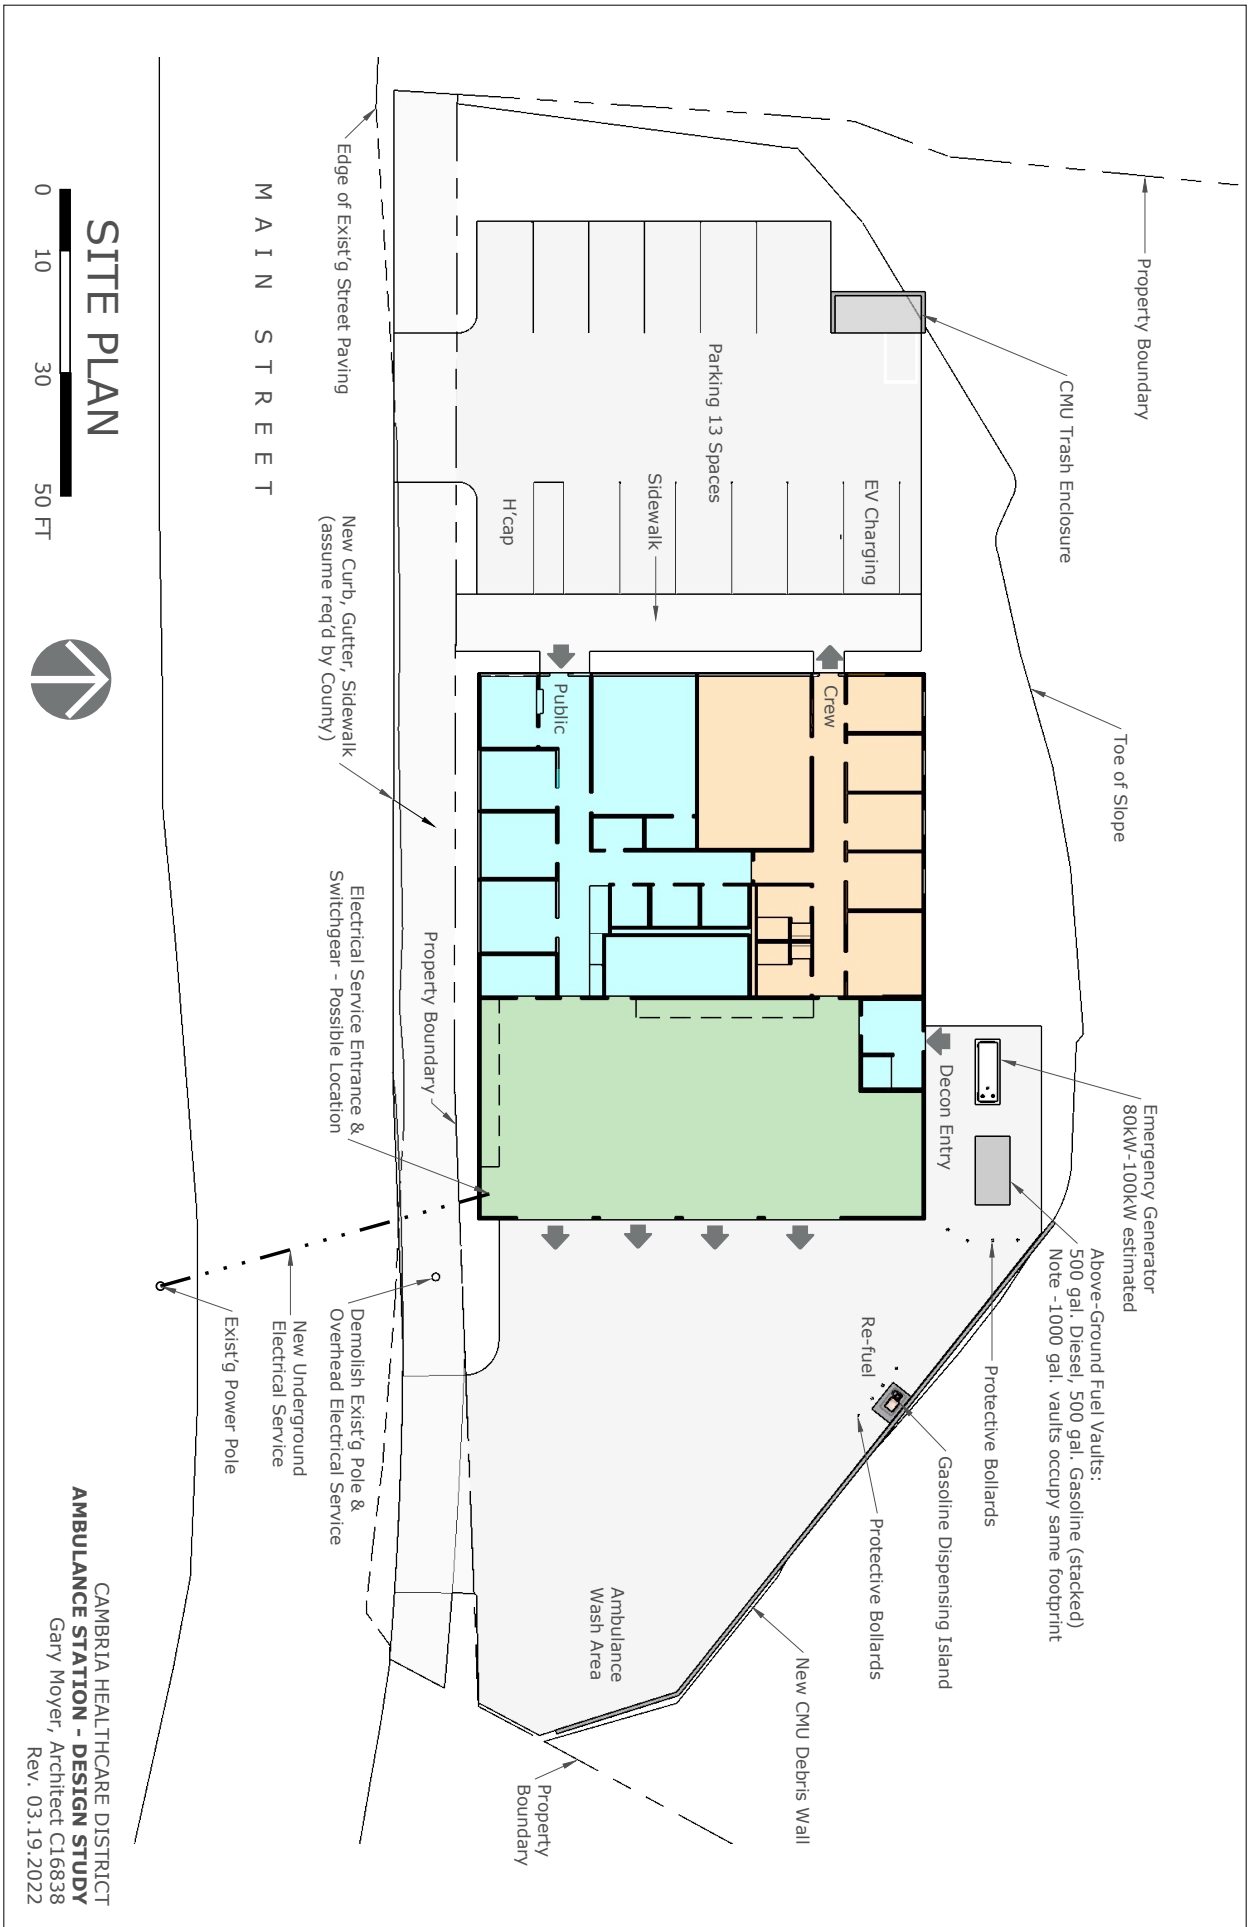 Property Boundary
CMU Trash Enclosure
Toe of Slope
Emergency Generator
80kW-100kW estimated
Above-Ground Fuel Vaults:
500 gal. Diesel, 500 gal. Gasoline (stacked)
Note -1000 gal. vaults occupy same footprint
Protective Bollards
Gasoline Dispensing Island
Protective Bollards
New CMU Debris Wall
Re-fuel
Decon Entry
EV Charging
Crew
Parking 13 Spaces
Sidewalk
Public
H'cap
Ambulance
Wash Area
Property
Boundary
Property Boundary
Edge of Exist'g Street Paving
New Curb, Gutter, Sidewalk
(assume req'd by County)
Electrical Service Entrance &
Switchgear - Possible Location
Demolish Exist'g Pole &
Overhead Electrical Service
New Underground
Electrical Service
Exist'g Power Pole
MAIN STREET
SITE PLAN
0 10 30 50 FT
CAMBRIA HEALTHCARE DISTRICT
AMBULANCE STATION - DESIGN STUDY
Gary Moyer, Architect C16838
Rev. 03.19.2022